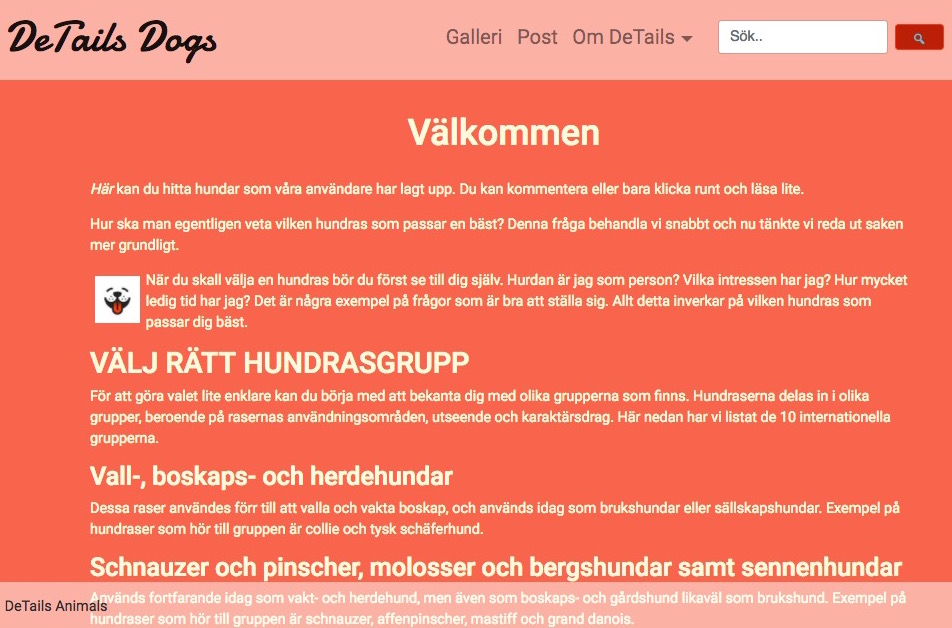 DeTails Dogs
Galleri Post Om DeTails Sök..
Välkommen
Här kan du hitta hundar som våra användare har lagt upp. Du kan kommentera eller bara klicka runt och läsa lite.
Hur ska man egentligen veta vilken hundras som passar en bäst? Denna fråga behandla vi snabbt och nu tänkte vi reda ut saken
mer grundligt.
När du skall välja en hundras bör du först se till dig själv. Hurdan är jag som person? Vilka intressen har jag? Hur mycket
ledig tid har jag? Det är några exempel på frågor som är bra att ställa sig. Allt detta inverkar på vilken hundras som
passar dig bäst.
VÄLJ RÄTT HUNDRASGRUPP
För att göra valet lite enklare kan du börja med att bekanta dig med olika grupperna som finns. Hundraserna delas in i olika
grupper, beroende på rasernas användningsområden, utseende och karaktärsdrag. Här nedan har vi listat de 10 internationella
grupperna.
Vall-, boskaps- och herdehundar
Dessa raser användes förr till att valla och vakta boskap, och används idag som brukshundar eller sällskapshundar. Exempel på
hundraser som hör till gruppen är collie och tysk schäferhund.
Schnauzer och pinscher, molosser och bergshundar samt sennenhundar
Används fortfarande idag som vakt- och herdehund, men även som boskaps- och gårdshund likaväl som brukshund. Exempel på
DeTails Animals
hundraser som hör till gruppen är schnauzer, affenpinscher, mastiff och grand danois.